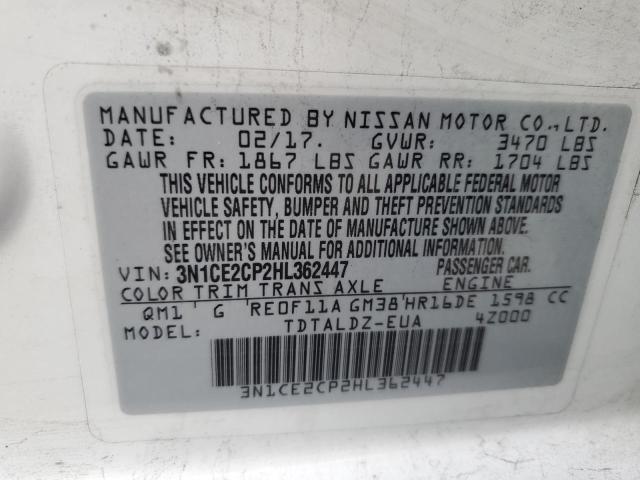 MANUFACTURED BY NISSAN MOTOR CO.,LTD.
DATE: 02/17. GVWR: 3470 LBS
GAWR FR: 1867 LBS GAWR RR: 1704 LBS
THIS VEHICLE CONFORMS TO ALL APPLICABLE FEDERAL MOTOR
VEHICLE SAFETY, BUMPER AND THEFT PREVENTION STANDARDS
IN EFFECT ON THE DATE OF MANUFACTURE SHOWN ABOVE.
SEE OWNER'S MANUAL FOR ADDITIONAL INFORMATION.
VIN: 3N1CE2CP2HL362447 PASSENGER CAR.
COLOR TRIM TRANS AXLE ENGINE
QM1 G RE0F11A GM38 HR16DE 1598 CC
MODEL: TDTALDZ-EUA 4Z000
3N1CE2CP2HL362447